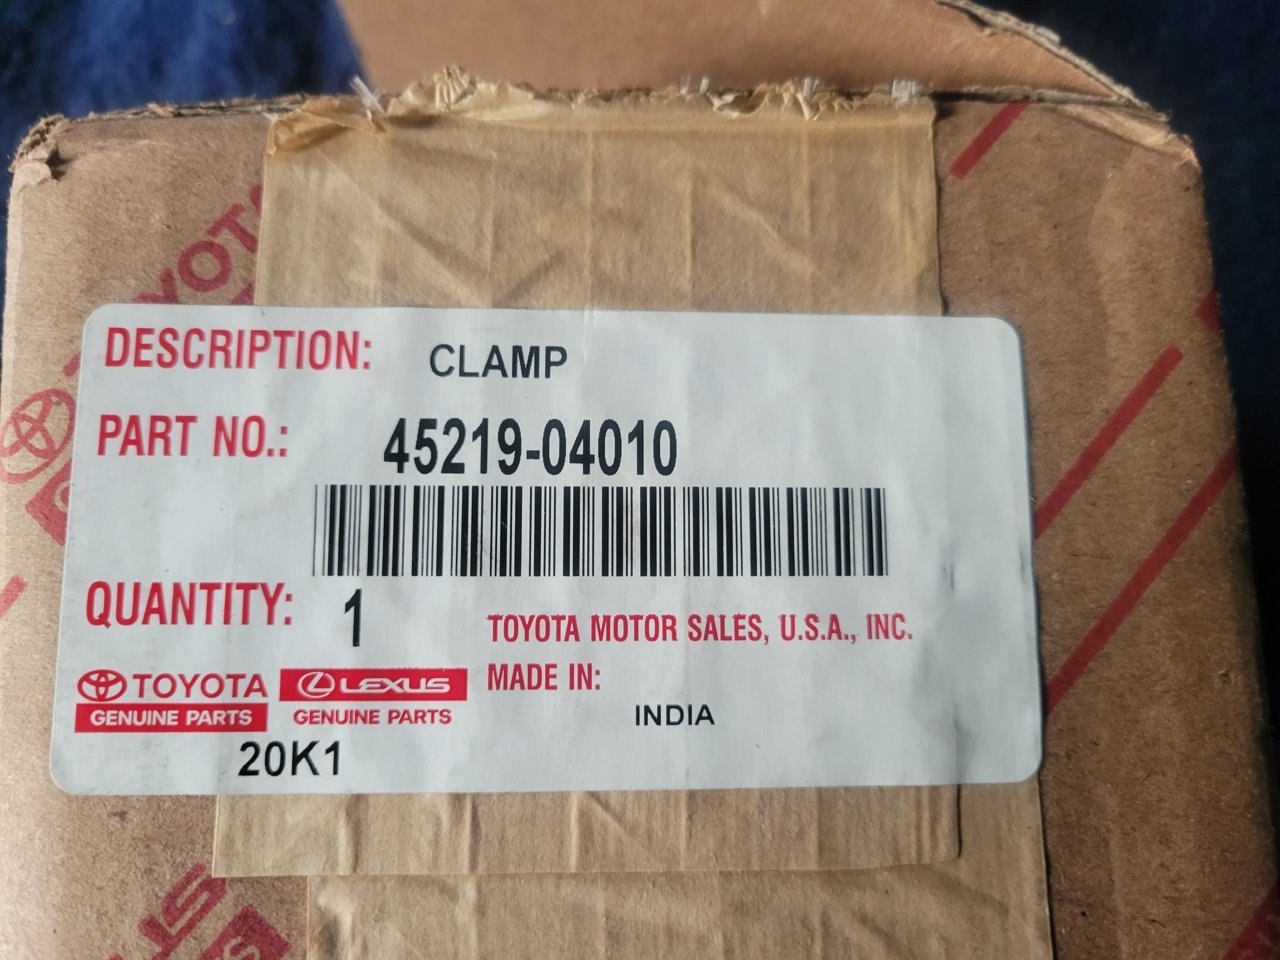 TOYOTA
DESCRIPTION: CLAMP
PART NO.: 45219-04010
QUANTITY: 1
TOYOTA MOTOR SALES, U.S.A., INC.
MADE IN:
INDIA
TOYOTA
GENUINE PARTS
LEXUS
GENUINE PARTS
20K1